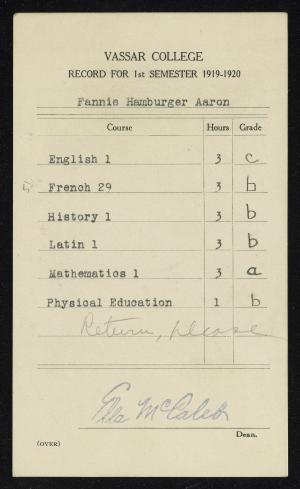 VASSAR COLLEGE
RECORD FOR 1st SEMESTER 1919-1920
Fannie Hamburger Aaron
Course Hours Grade
English 1 3 c
French 29 3 b
History 1 3 b
Latin 1 3 b
Mathematics 1 3 a
Physical Education 1 b
Return, please
Ella McCaleb
Dean.
(OVER)